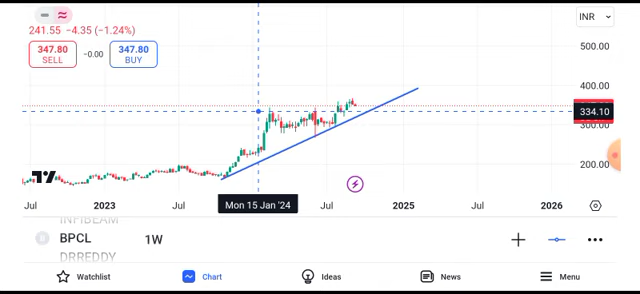 INR
241.55 −4.35 (−1.24%)
347.80 SELL −0.00 347.80 BUY
500.00
400.00
334.10
300.00
200.00
Jul 2023 Jul Mon 15 Jan '24 Jul 2025 Jul 2026
INFIBEAM
BPCL 1W
DRREDDY
Watchlist Chart Ideas News Menu